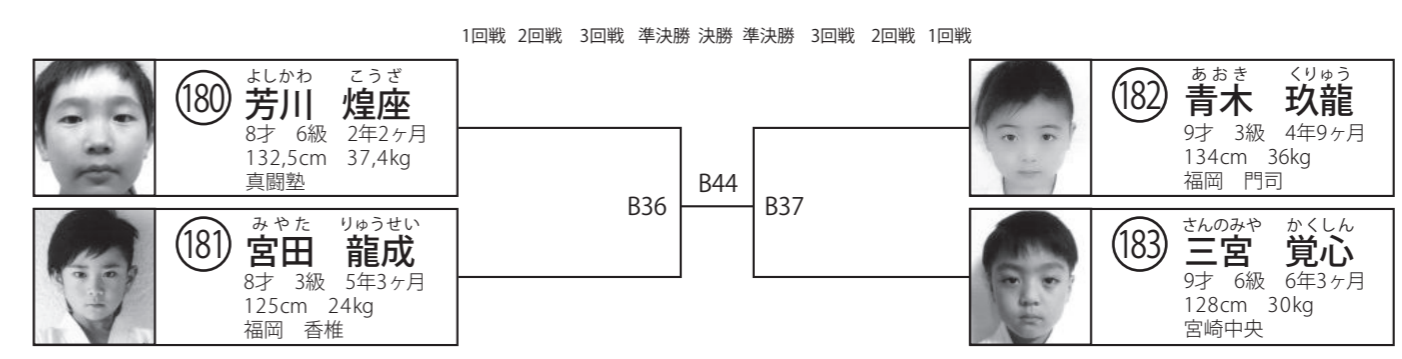 1回戦 2回戦 3回戦 準決勝 決勝 準決勝 3回戦 2回戦 1回戦
180
よしかわ こうざ
芳川 煌座
8才 6級 2年2ヶ月
132,5cm 37,4kg
真闘塾
181
みやた りゅうせい
宮田 龍成
8才 3級 5年3ヶ月
125cm 24kg
福岡 香椎
B36
B44
B37
182
あおき くりゅう
青木 玖龍
9才 3級 4年9ヶ月
134cm 36kg
福岡 門司
183
さんのみや かくしん
三宮 覚心
9才 6級 6年3ヶ月
128cm 30kg
宮崎中央